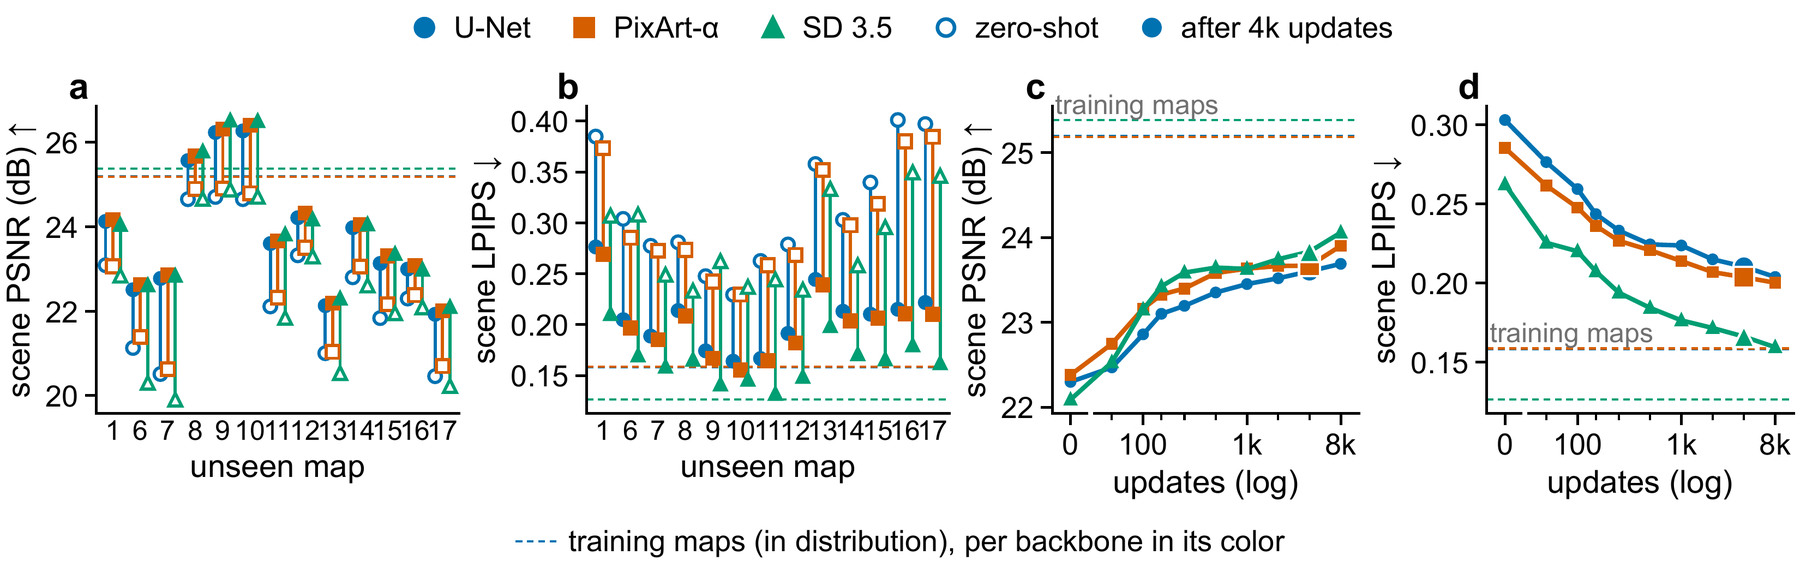 U-Net PixArt-α SD 3.5 zero-shot after 4k updates
a
scene PSNR (dB) ↑
26
24
22
20
1 6 7 8 9 10 11 12 13 14 15 16 17
unseen map
b
scene LPIPS ↓
0.40
0.35
0.30
0.25
0.20
0.15
1 6 7 8 9 10 11 12 13 14 15 16 17
unseen map
c
training maps
scene PSNR (dB) ↑
25
24
23
22
0 100 1k 8k
updates (log)
d
scene LPIPS ↓
0.30
0.25
0.20
training maps
0.15
0 100 1k 8k
updates (log)
training maps (in distribution), per backbone in its color